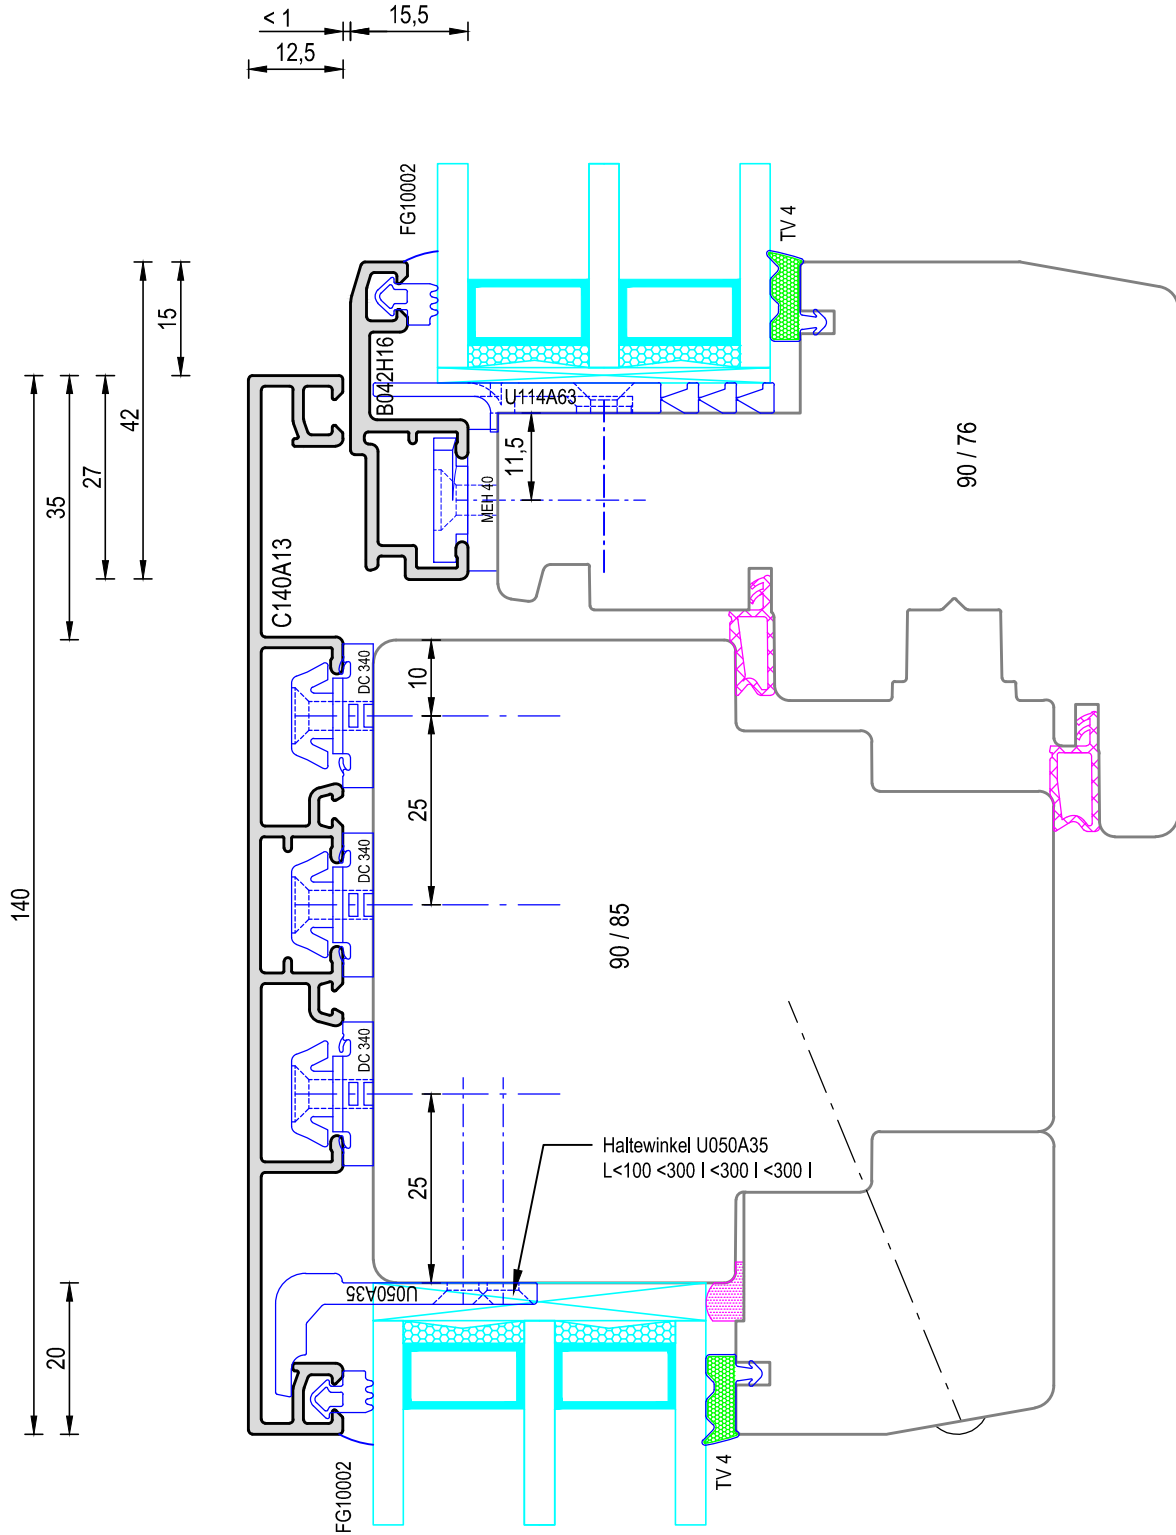 < 1
15,5
12,5
FG10002
TV 4
15
42
27
35
B042H16
U114A63
11,5
MEH 40
90 / 76
C140A13
DC 340
10
25
DC 340
140
90 / 85
DC 340
25
Haltewinkel U050A35
L<100 <300 I <300 I <300 I
U050A35
20
FG10002
TV 4